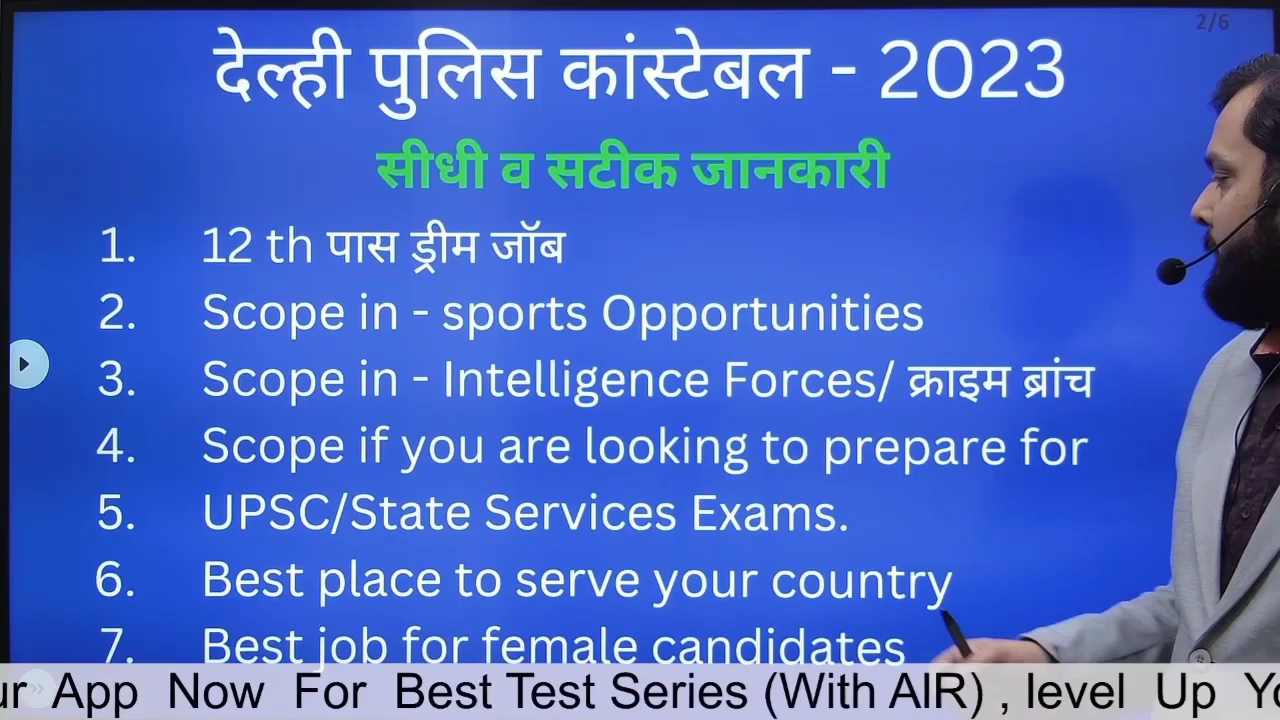 2/6
देल्ही पुलिस कांस्टेबल - 2023
सीधी व सटीक जानकारी
1. 12 th पास ड्रीम जॉब
2. Scope in - sports Opportunities
3. Scope in - Intelligence Forces/ क्राइम ब्रांच
4. Scope if you are looking to prepare for
5. UPSC/State Services Exams.
6. Best place to serve your country
7. Best job for female candidates
App Now For Best Test Series (With AIR) , level Up